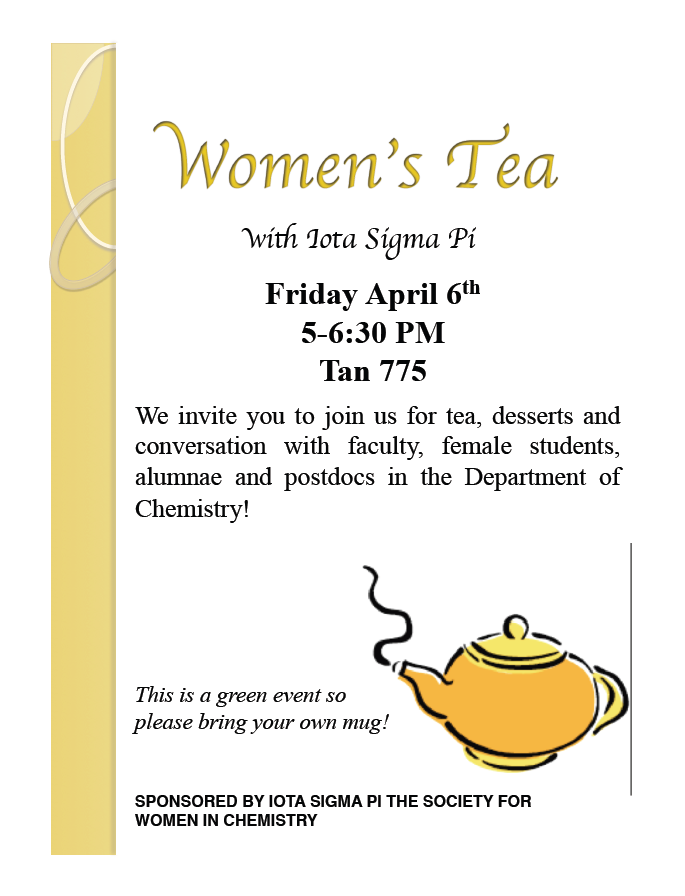 Women's Tea
with Iota Sigma Pi
Friday April 6th
5-6:30 PM
Tan 775
We invite you to join us for tea, desserts and
conversation with faculty, female students,
alumnae and postdocs in the Department of
Chemistry!
This is a green event so
please bring your own mug!
SPONSORED BY IOTA SIGMA PI THE SOCIETY FOR
WOMEN IN CHEMISTRY